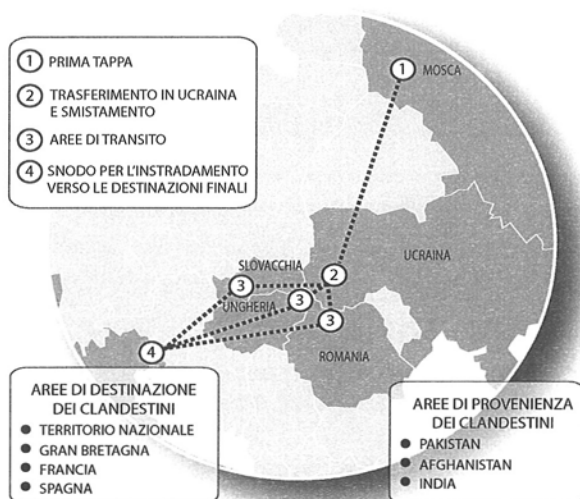 1 PRIMA TAPPA
2 TRASFERIMENTO IN UCRAINA
E SMISTAMENTO
3 AREE DI TRANSITO
4 SNODO PER L'INSTRADAMENTO
VERSO LE DESTINAZIONI FINALI
1 MOSCA
UCRAINA
SLOVACCHIA
2
3
UNGHERIA
3
3
ROMANIA
4
AREE DI DESTINAZIONE
DEI CLANDESTINI
● TERRITORIO NAZIONALE
● GRAN BRETAGNA
● FRANCIA
● SPAGNA
AREE DI PROVENIENZA
DEI CLANDESTINI
● PAKISTAN
● AFGHANISTAN
● INDIA